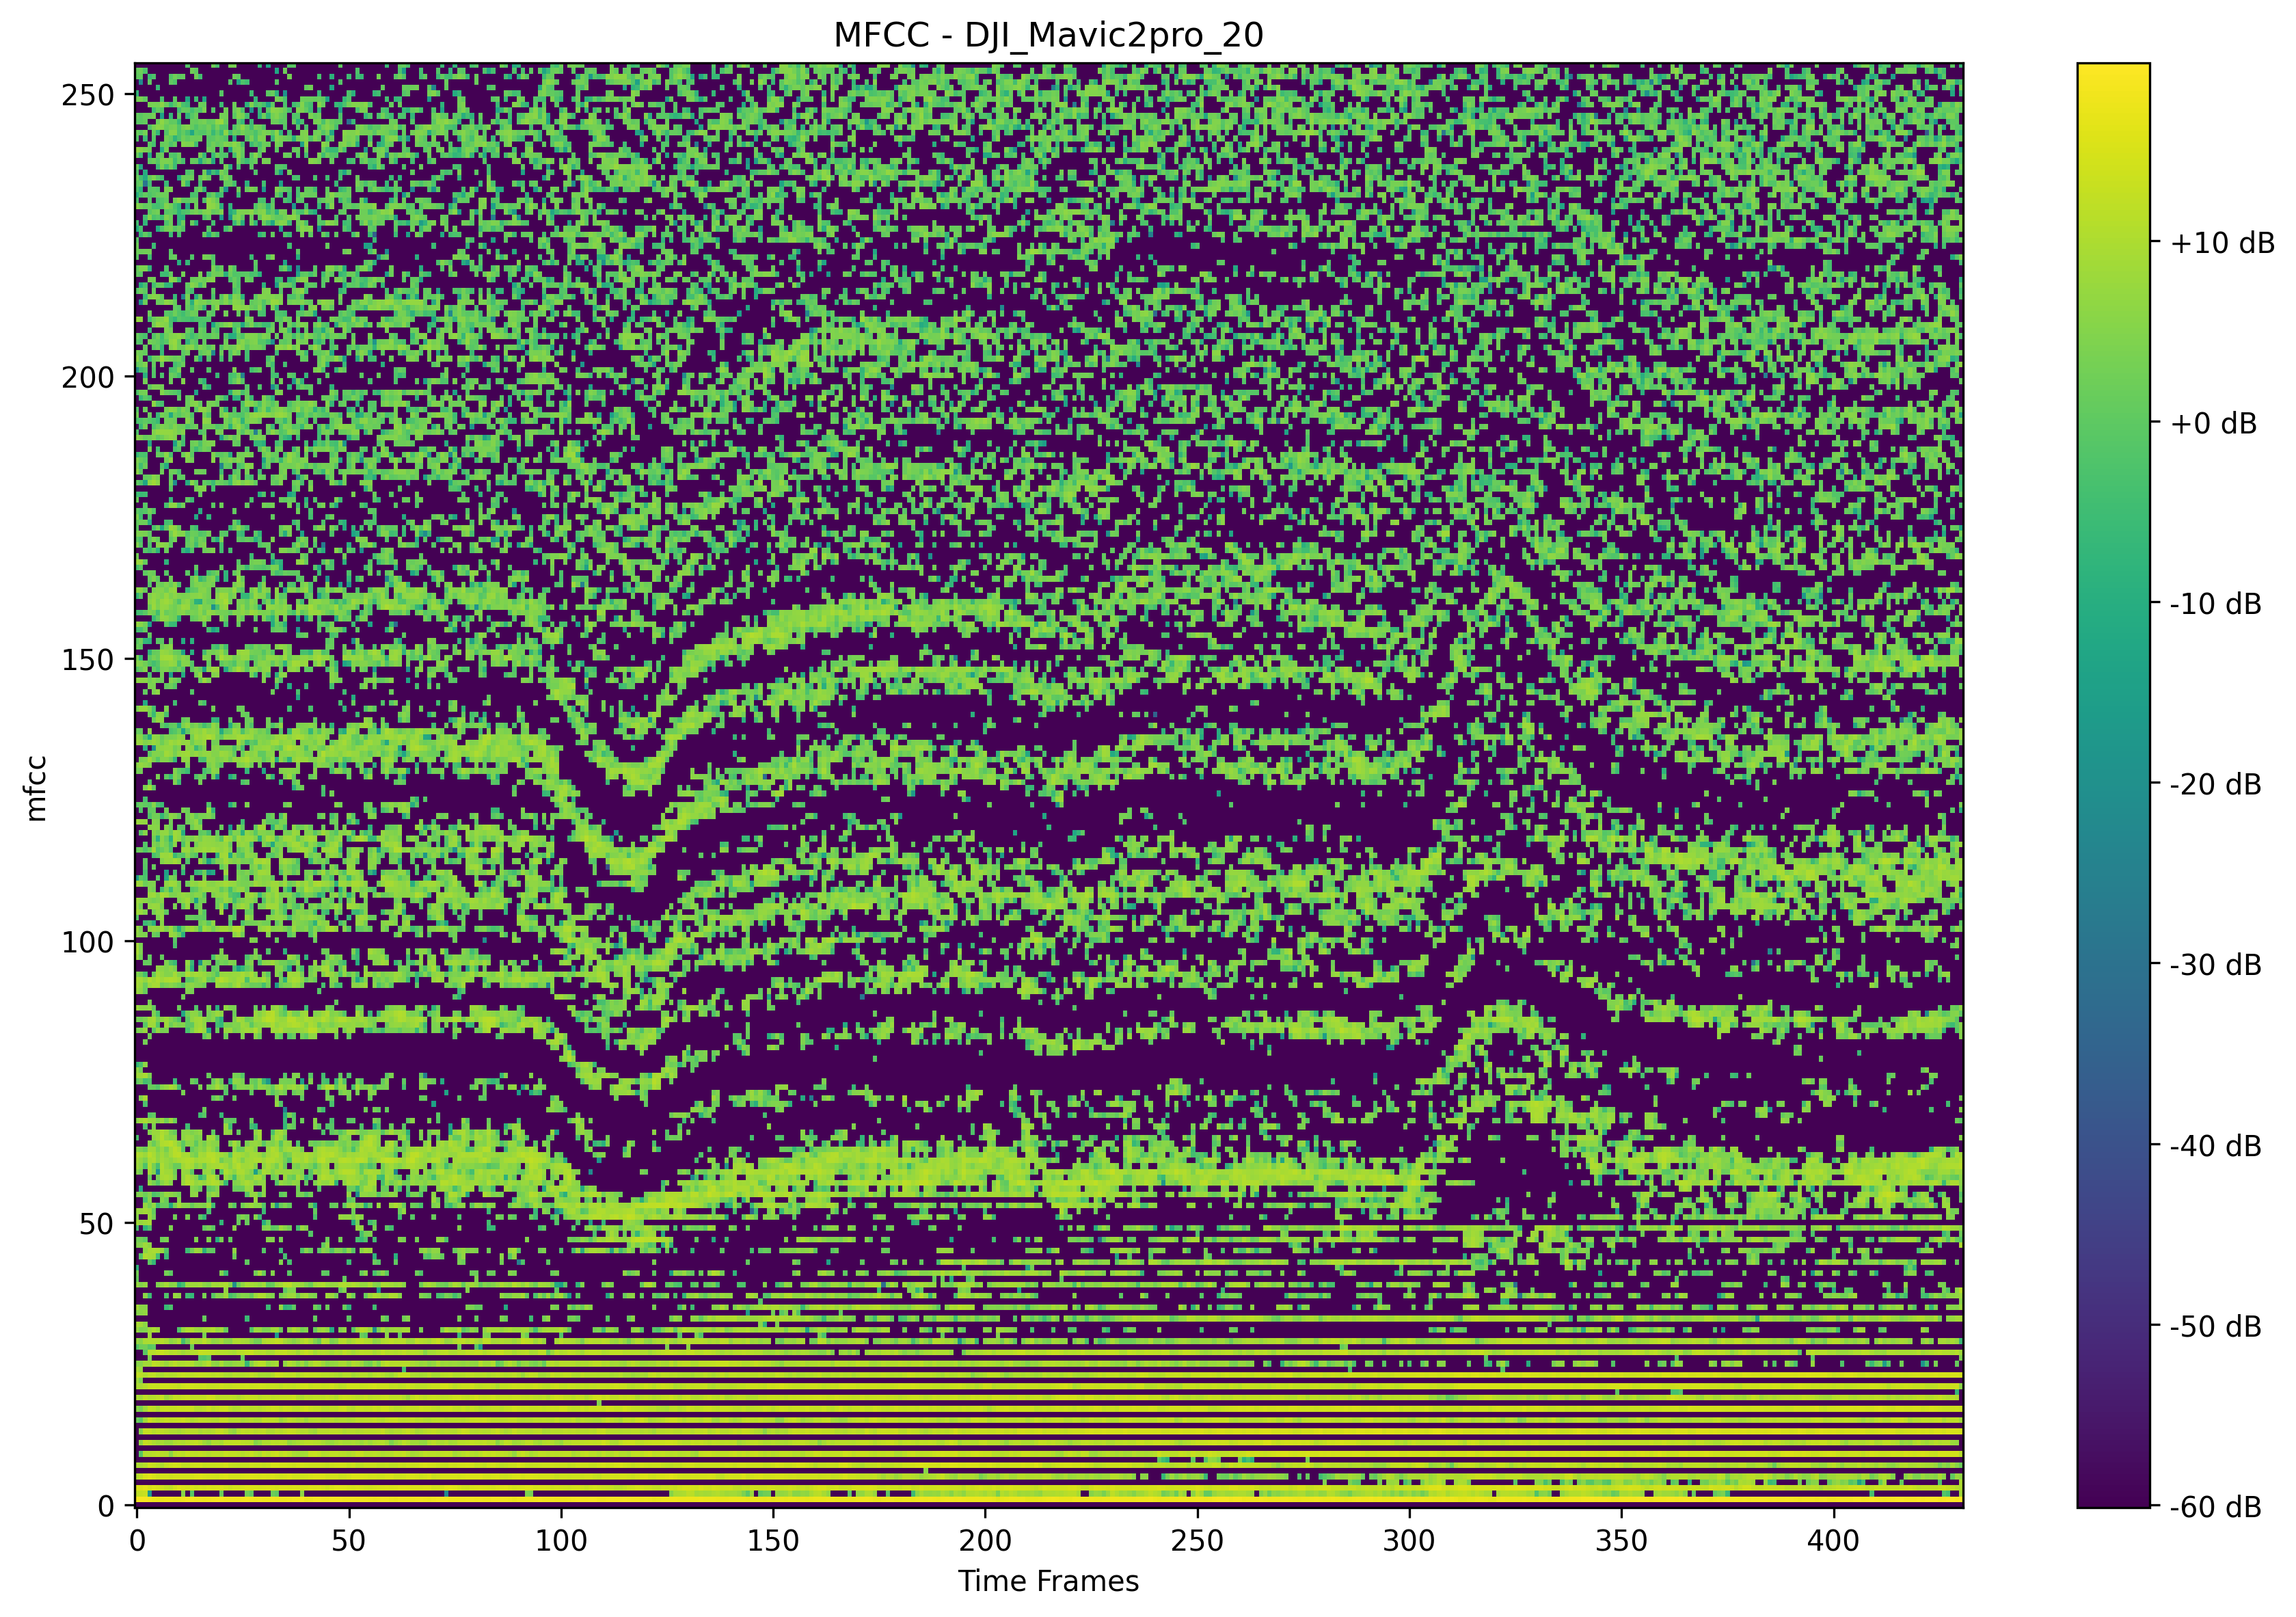 MFCC - DJI_Mavic2pro_20
250
200
150
100
50
0
mfcc
0 50 100 150 200 250 300 350 400
Time Frames
+10 dB
+0 dB
-10 dB
-20 dB
-30 dB
-40 dB
-50 dB
-60 dB